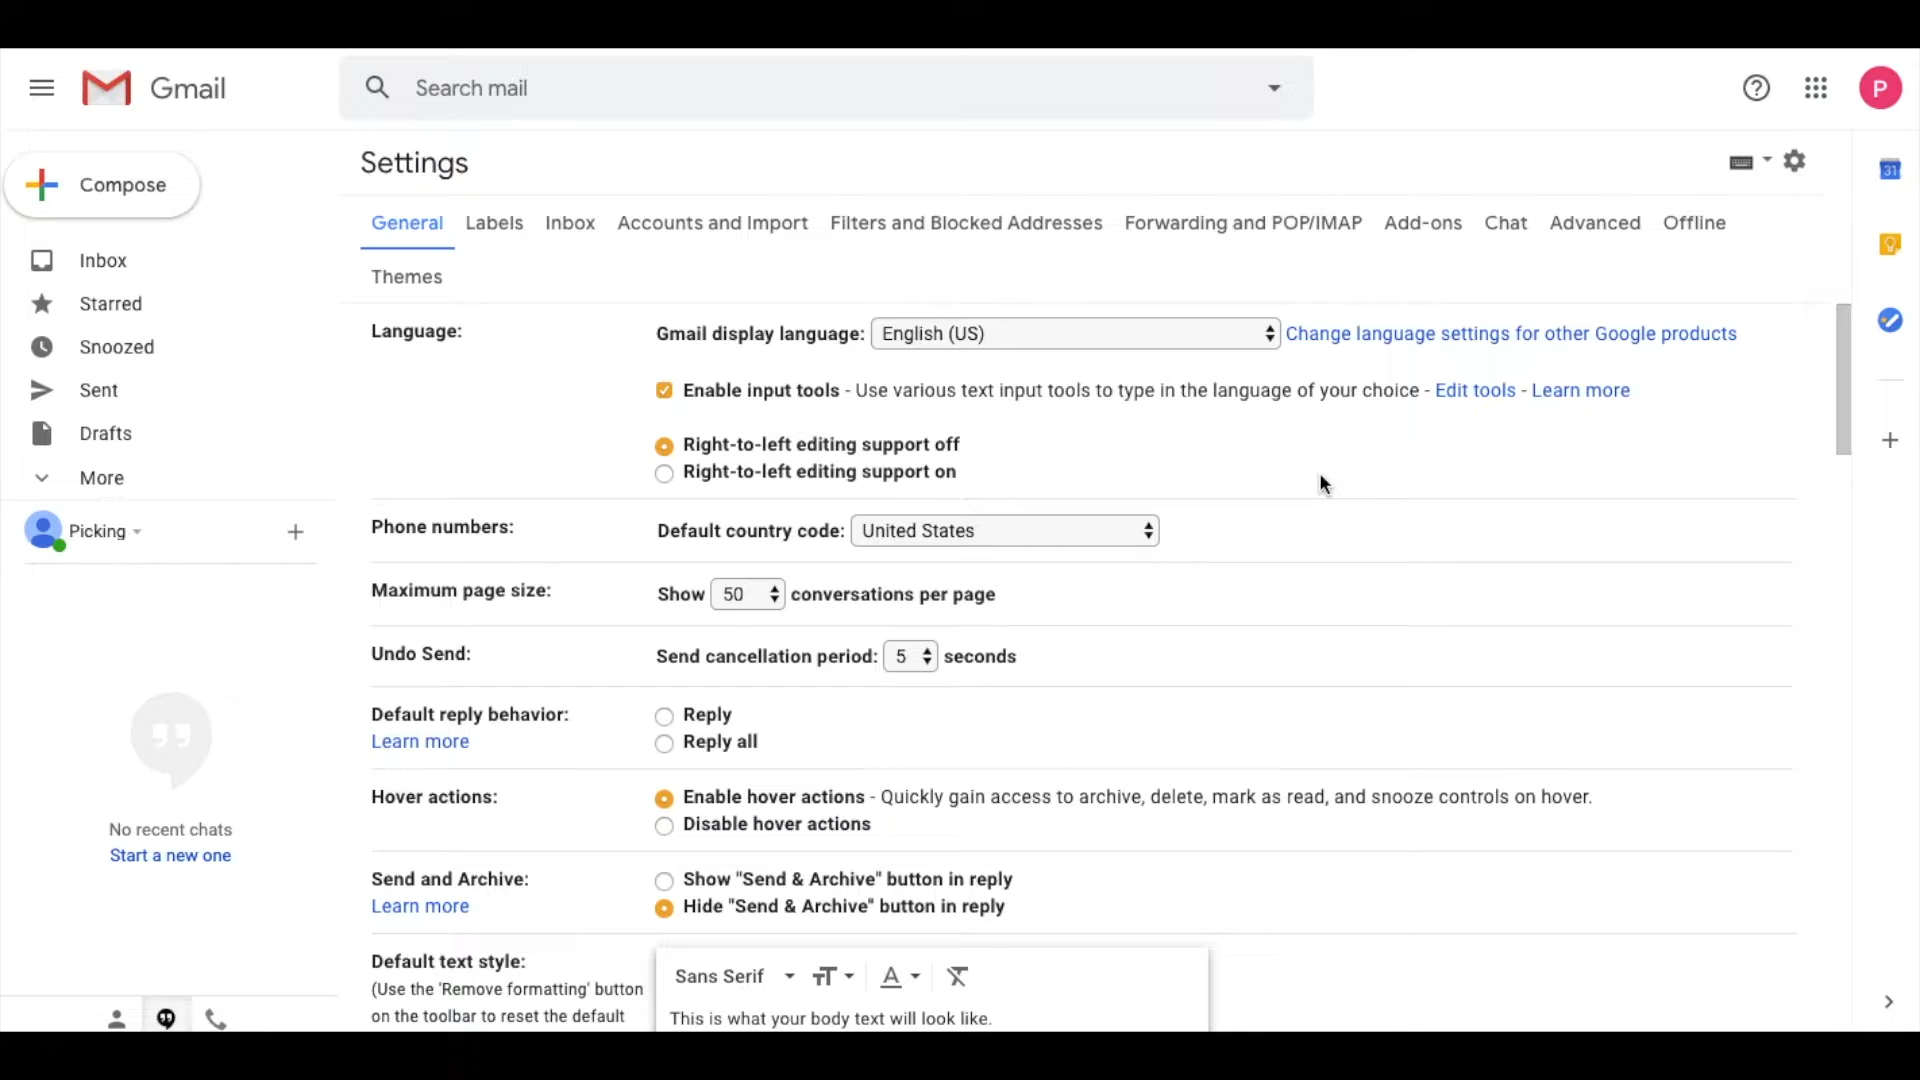 Gmail
Search mail
P
Compose
Inbox
Starred
Snoozed
Sent
Drafts
More
Picking
No recent chats
Start a new one
Settings
General Labels Inbox Accounts and Import Filters and Blocked Addresses Forwarding and POP/IMAP Add-ons Chat Advanced Offline
Themes
Language: Gmail display language: English (US) Change language settings for other Google products
Enable input tools - Use various text input tools to type in the language of your choice - Edit tools - Learn more
Right-to-left editing support off
Right-to-left editing support on
Phone numbers: Default country code: United States
Maximum page size: Show 50 conversations per page
Undo Send: Send cancellation period: 5 seconds
Default reply behavior: Reply
Learn more Reply all
Hover actions: Enable hover actions - Quickly gain access to archive, delete, mark as read, and snooze controls on hover.
Disable hover actions
Send and Archive: Show "Send & Archive" button in reply
Learn more Hide "Send & Archive" button in reply
Default text style: Sans Serif
(Use the 'Remove formatting' button
on the toolbar to reset the default This is what your body text will look like.
31